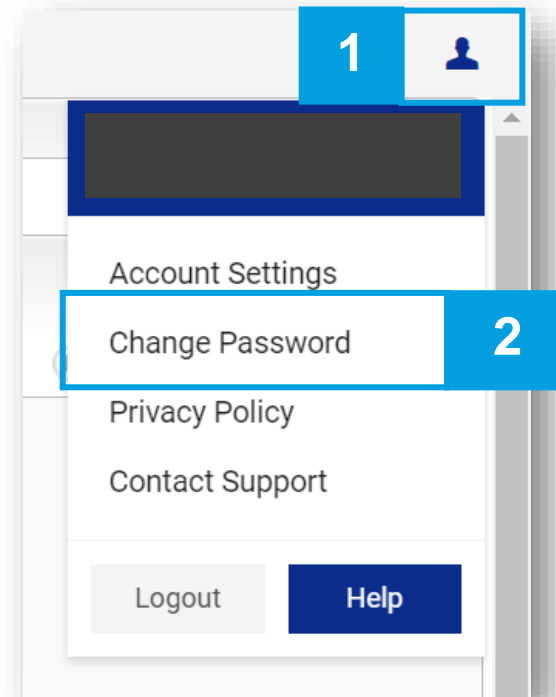 1
Account Settings
Change Password
2
Privacy Policy
Contact Support
Logout
Help